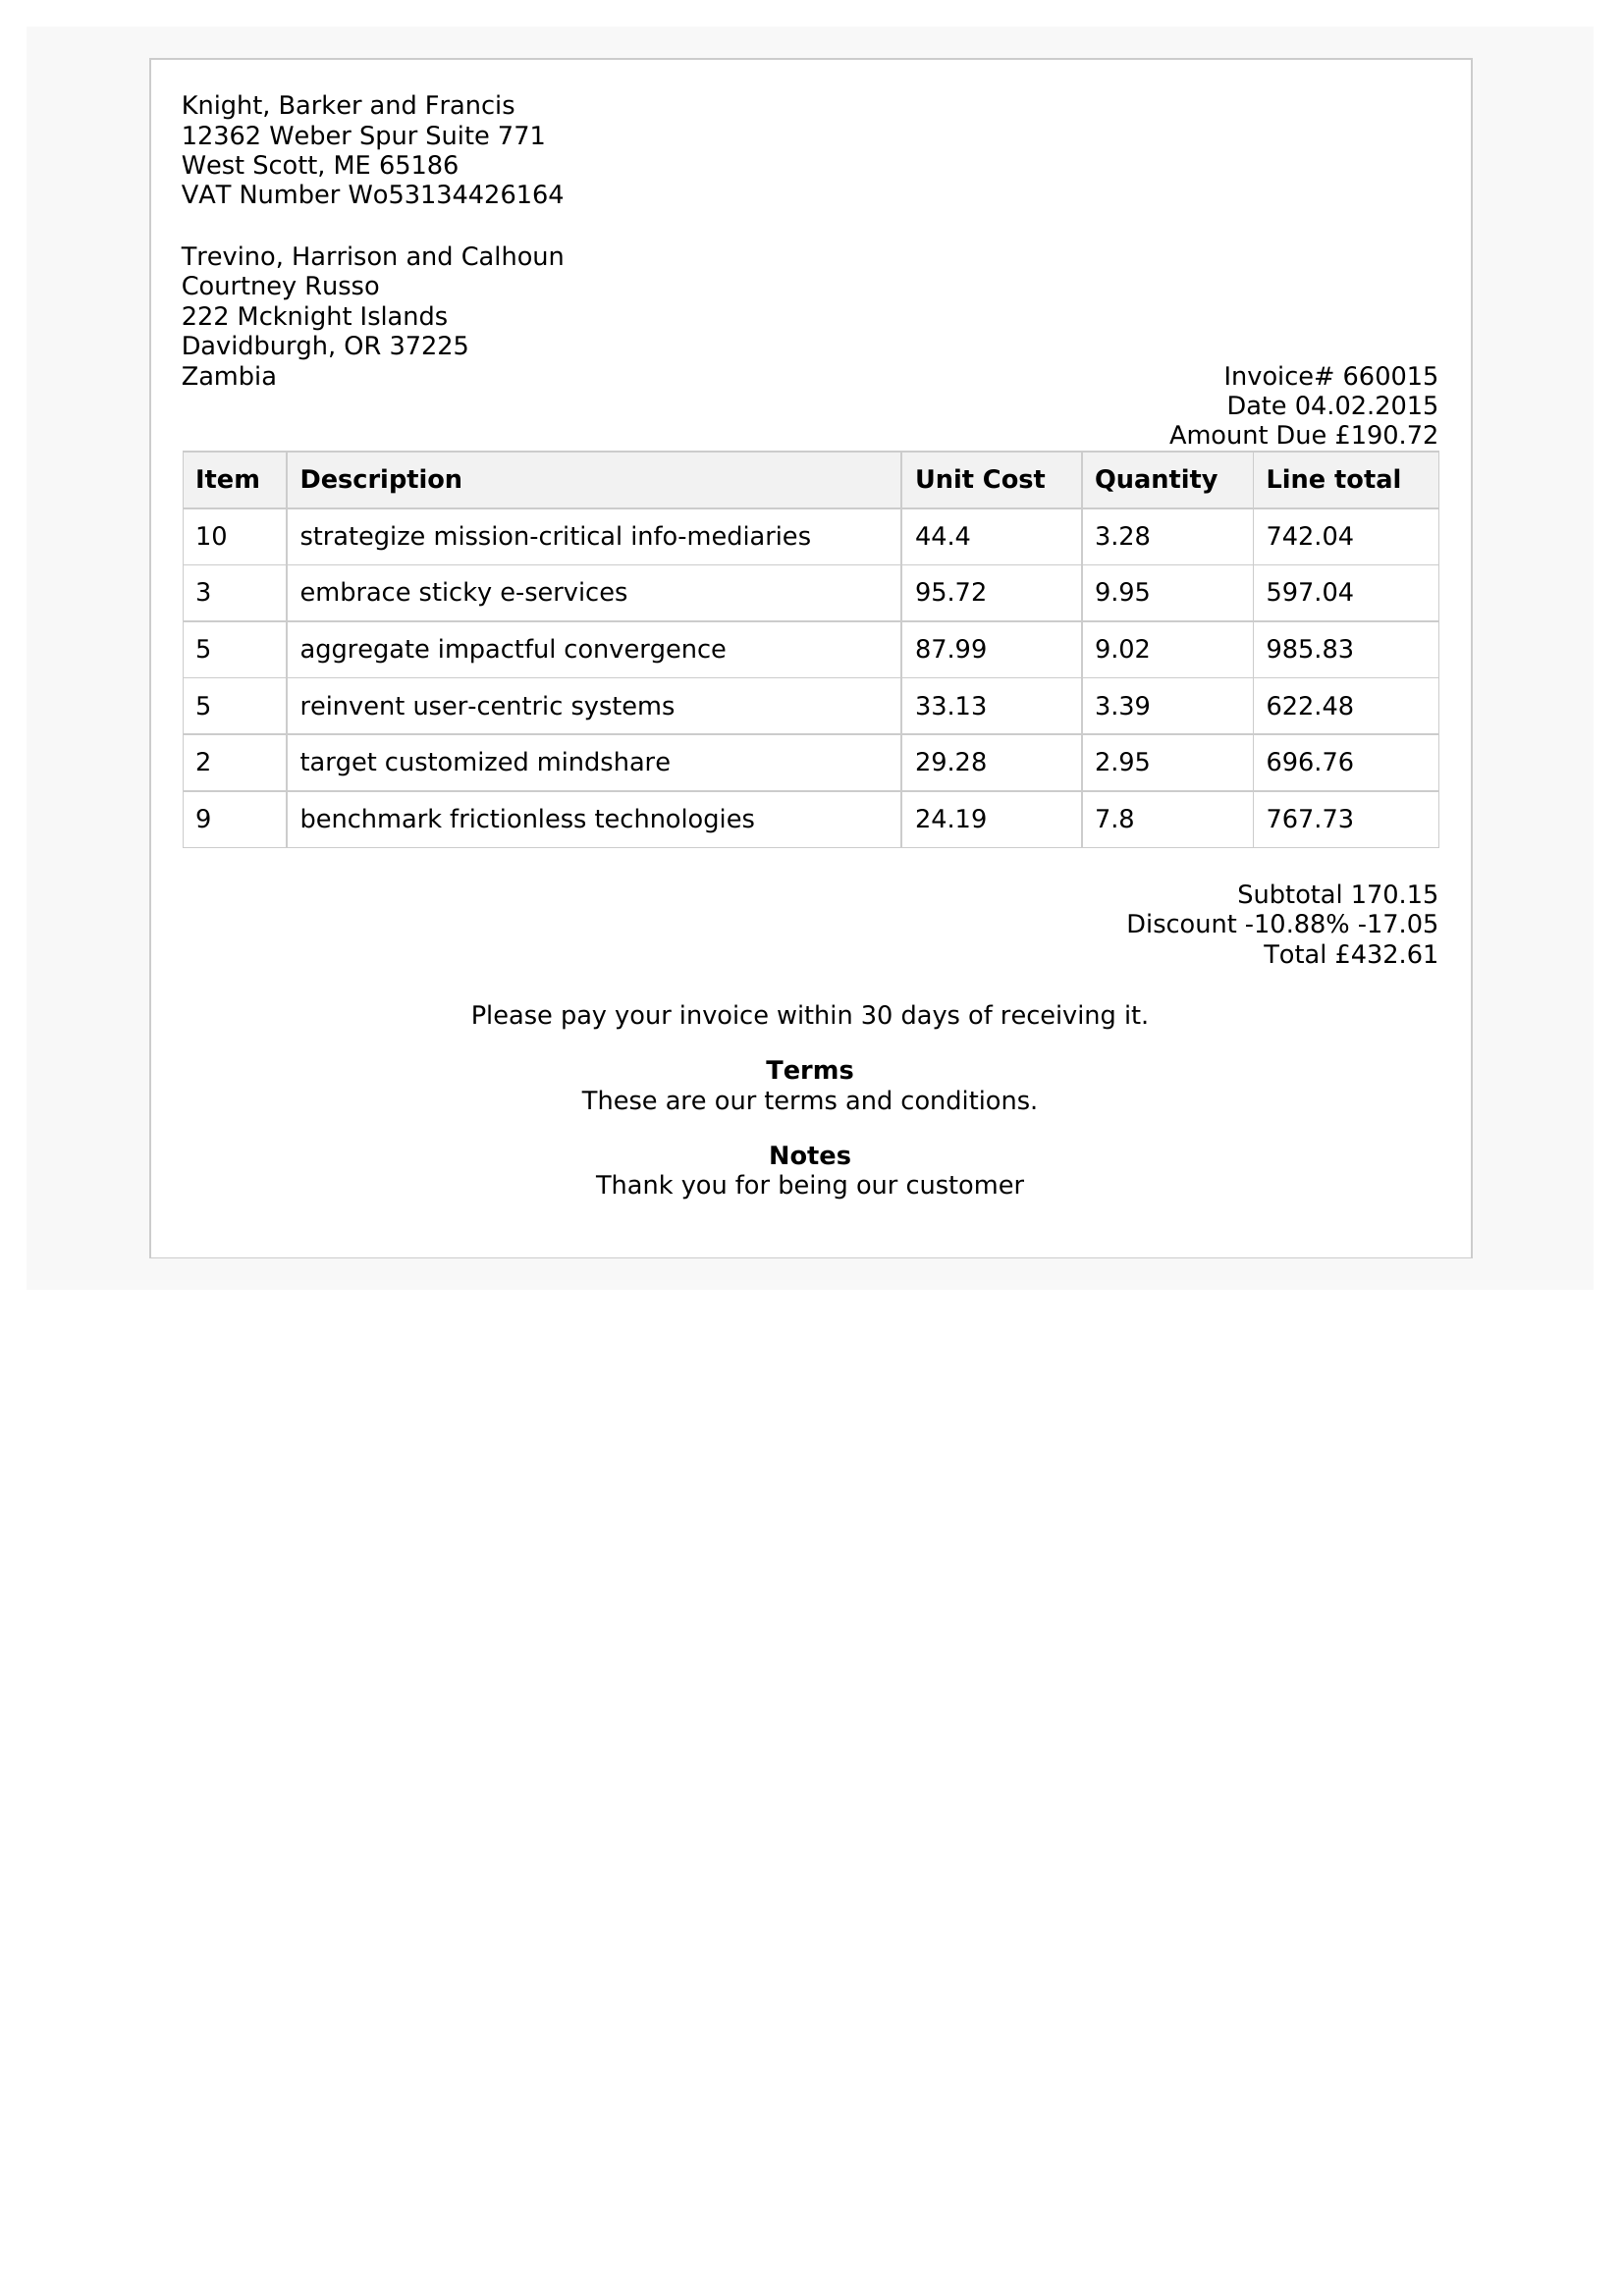 Knight, Barker and Francis
12362 Weber Spur Suite 771
West Scott, ME 65186
VAT Number Wo53134426164
Trevino, Harrison and Calhoun
Courtney Russo
222 Mcknight Islands
Davidburgh, OR 37225
Zambia
Invoice# 660015
Date 04.02.2015
Amount Due £190.72
Item Description Unit Cost Quantity Line total
10 strategize mission-critical info-mediaries 44.4 3.28 742.04
3 embrace sticky e-services 95.72 9.95 597.04
5 aggregate impactful convergence 87.99 9.02 985.83
5 reinvent user-centric systems 33.13 3.39 622.48
2 target customized mindshare 29.28 2.95 696.76
9 benchmark frictionless technologies 24.19 7.8 767.73
Subtotal 170.15
Discount -10.88% -17.05
Total £432.61
Please pay your invoice within 30 days of receiving it.
Terms
These are our terms and conditions.
Notes
Thank you for being our customer